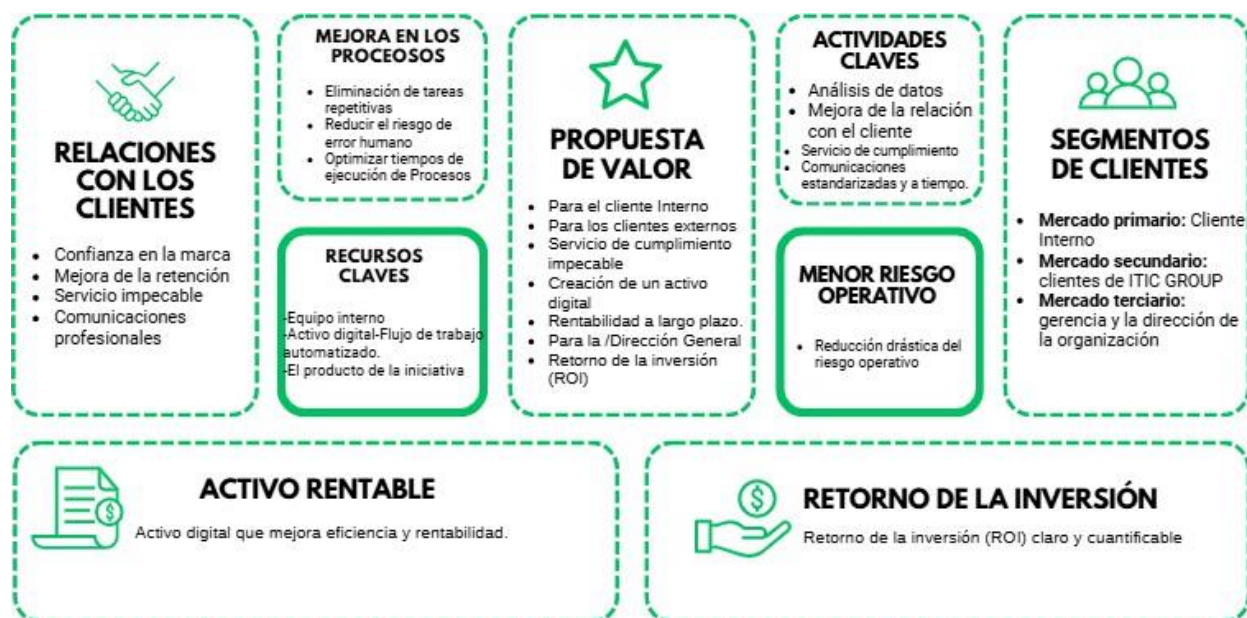 RELACIONES
CON LOS
CLIENTES
• Confianza en la marca
• Mejora de la retención
• Servicio impecable
• Comunicaciones
profesionales
MEJORA EN LOS
PROCEOSOS
• Eliminación de tareas
repetitivas
• Reducir el riesgo de
error humano
• Optimizar tiempos de
ejecución de Procesos
RECURSOS
CLAVES
-Equipo interno
-Activo digital-Flujo de trabajo
automatizado.
-El producto de la iniciativa
PROPUESTA
DE VALOR
• Para el cliente Interno
• Para los clientes externos
• Servicio de cumplimiento
impecable
• Creación de un activo
digital
• Rentabilidad a largo plazo.
• Para la /Dirección General
• Retorno de la inversión
(ROI)
ACTIVIDADES
CLAVES
• Análisis de datos
• Mejora de la relación
con el cliente
• Servicio de cumplimiento
• Comunicaciones
estandarizadas y a tiempo.
MENOR RIESGO
OPERATIVO
• Reducción drástica del
riesgo operativo
SEGMENTOS
DE CLIENTES
• Mercado primario: Cliente
Interno
• Mercado secundario:
clientes de ITIC GROUP
• Mercado terciario:
gerencia y la dirección de
la organización
ACTIVO RENTABLE
Activo digital que mejora eficiencia y rentabilidad.
RETORNO DE LA INVERSIÓN
Retorno de la inversión (ROI) claro y cuantificable